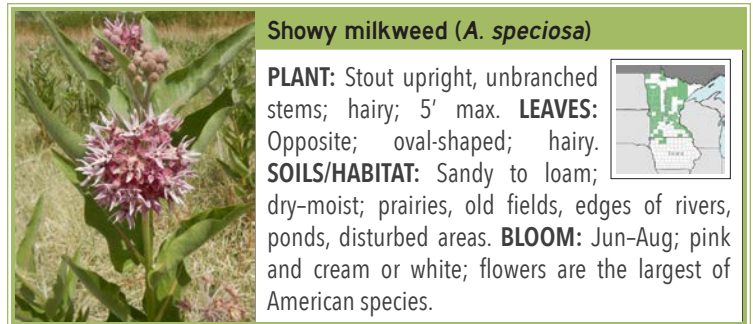 Showy milkweed (A. speciosa)
PLANT: Stout upright, unbranched
stems; hairy; 5′ max. LEAVES:
Opposite; oval-shaped; hairy.
SOILS/HABITAT: Sandy to loam;
dry–moist; prairies, old fields, edges of rivers,
ponds, disturbed areas. BLOOM: Jun–Aug; pink
and cream or white; flowers are the largest of
American species.